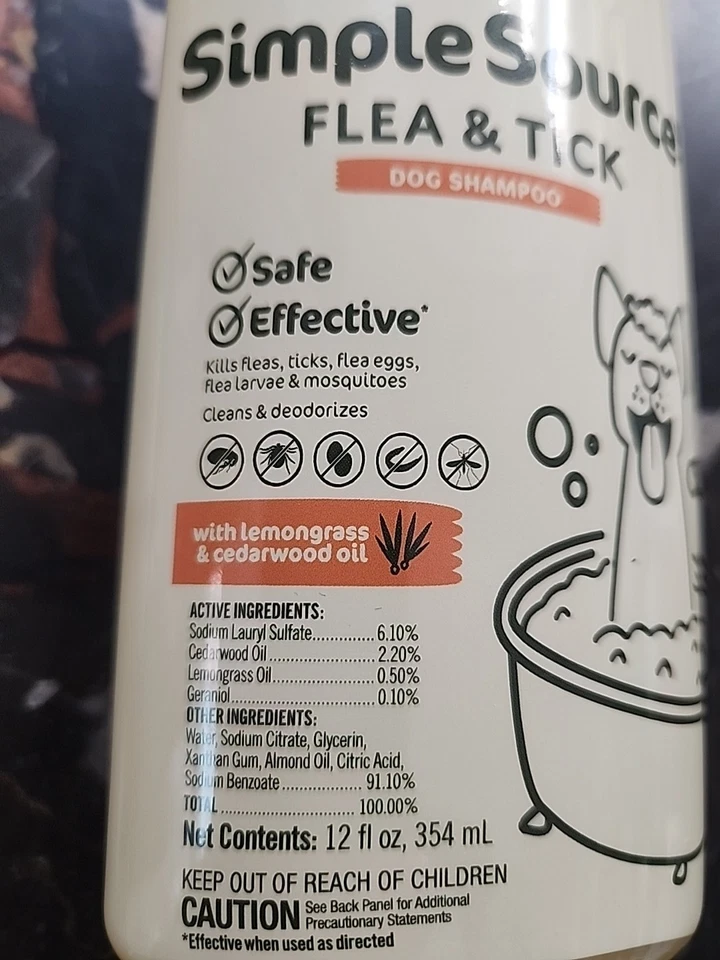 Simple Source
FLEA & TICK
DOG SHAMPOO
Safe
Effective*
Kills fleas, ticks, flea eggs,
flea larvae & mosquitoes
Cleans & deodorizes
with lemongrass
& cedarwood oil
ACTIVE INGREDIENTS:
Sodium Lauryl Sulfate..............6.10%
Cedarwood Oil.......................2.20%
Lemongrass Oil......................0.50%
Geraniol................................0.10%
OTHER INGREDIENTS:
Water, Sodium Citrate, Glycerin,
Xanthan Gum, Almond Oil, Citric Acid,
Sodium Benzoate .................. 91.10%
TOTAL .............................. 100.00%
Net Contents: 12 fl oz, 354 mL
KEEP OUT OF REACH OF CHILDREN
CAUTION See Back Panel for Additional
Precautionary Statements
*Effective when used as directed